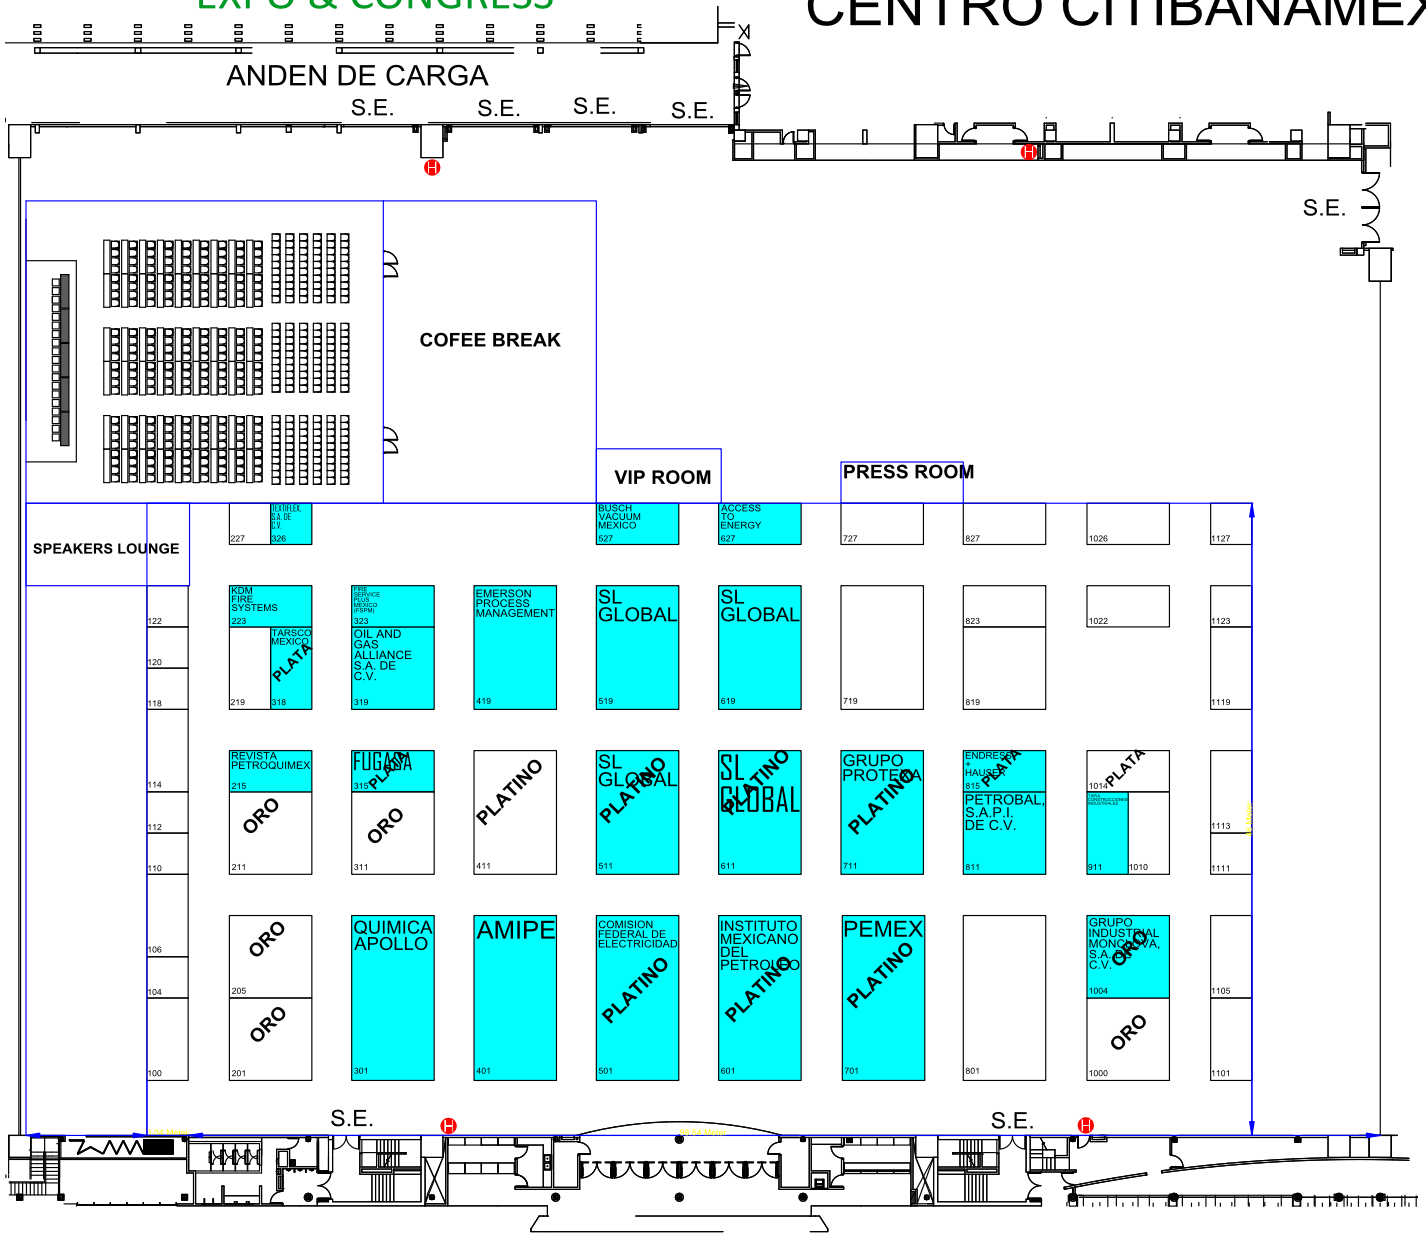 EXPO & CONGRESS
CENTRO CITIBANAMEX
ANDEN DE CARGA
S.E.
S.E.
S.E.
S.E.
S.E.
COFEE BREAK
VIP ROOM
PRESS ROOM
SPEAKERS LOUNGE
227
TEXTIFLEX,
S.A. DE
C.V.
326
BUSCH
VACUUM
MEXICO
527
ACCESS
TO
ENERGY
627
727
827
1026
1127
122
KDM
FIRE
SYSTEMS
223
FIRE
SERVICE
PLUS
MEXICO
(FSPM)
323
EMERSON
PROCESS
MANAGEMENT
419
SL
GLOBAL
519
SL
GLOBAL
619
719
823
1022
1123
120
118
219
TARSCO
MEXICO
PLATA
318
OIL AND
GAS
ALLIANCE
S.A. DE
C.V.
319
819
1119
114
REVISTA
PETROQUIMEX
215
FUGASA
PLATA
315
PLATINO
411
SL
GLOBAL
PLATINO
511
SL
GLOBAL
PLATINO
611
GRUPO
PROTEXA
PLATINO
711
ENDRESS
+
HAUSER
PLATA
815
PLATA
1014
112
110
ORO
211
ORO
311
PETROBAL,
S.A.P.I.
DE C.V.
811
TAPIA
CONSTRUCCIONES
INDUSTRIALES
911
1010
1113
1111
106
104
100
ORO
205
ORO
201
QUIMICA
APOLLO
301
AMIPE
401
COMISION
FEDERAL DE
ELECTRICIDAD
PLATINO
501
INSTITUTO
MEXICANO
DEL
PETROLEO
PLATINO
601
PEMEX
PLATINO
701
801
GRUPO
INDUSTRIAL
MONCLOVA,
S.A. DE
C.V.
ORO
1004
ORO
1000
1105
1101
S.E.
S.E.
H
H
H
H